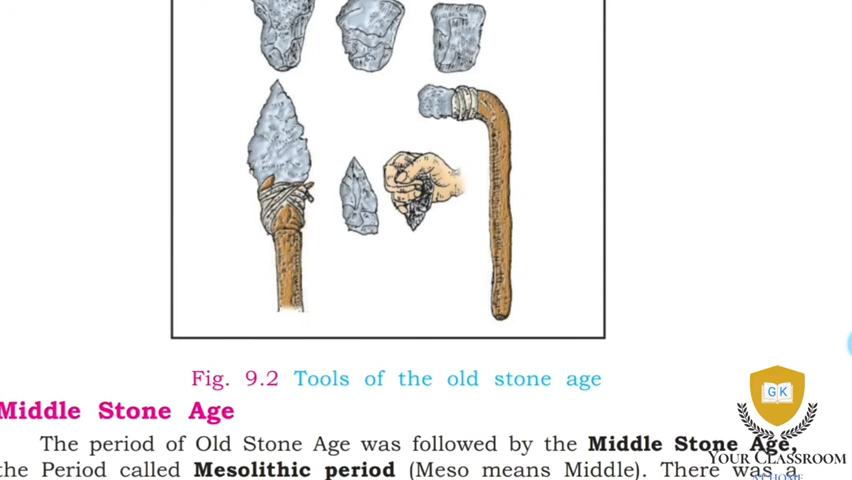 Fig. 9.2 Tools of the old stone age
Middle Stone Age
The period of Old Stone Age was followed by the Middle Stone Age,
the Period called Mesolithic period (Meso means Middle). There was a
GK
YOUR CLASSROOM
AT HOME